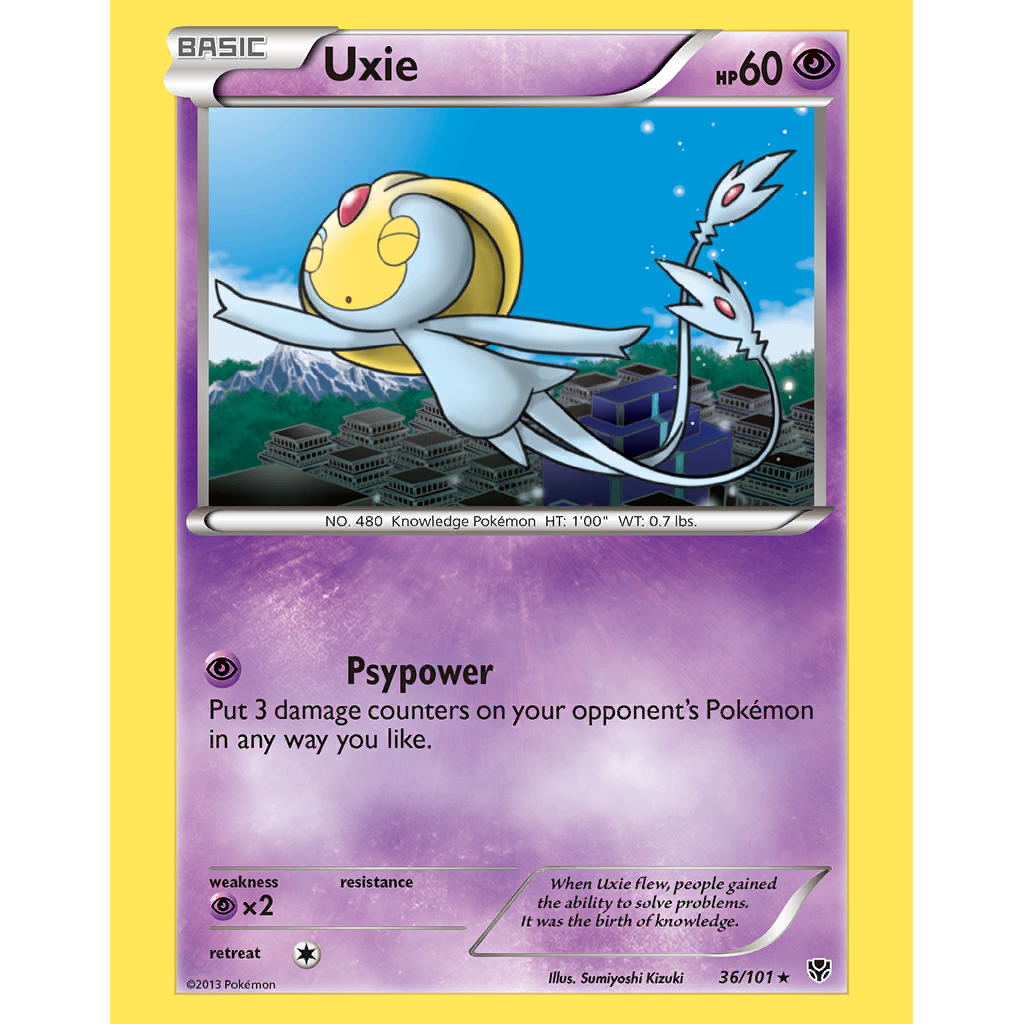 BASIC Uxie HP60
NO. 480 Knowledge Pokémon HT: 1'00" WT: 0.7 lbs.
Psypower
Put 3 damage counters on your opponent's Pokémon
in any way you like.
weakness resistance
×2
retreat
When Uxie flew, people gained
the ability to solve problems.
It was the birth of knowledge.
Illus. Sumiyoshi Kizuki 36/101 ★
©2013 Pokémon